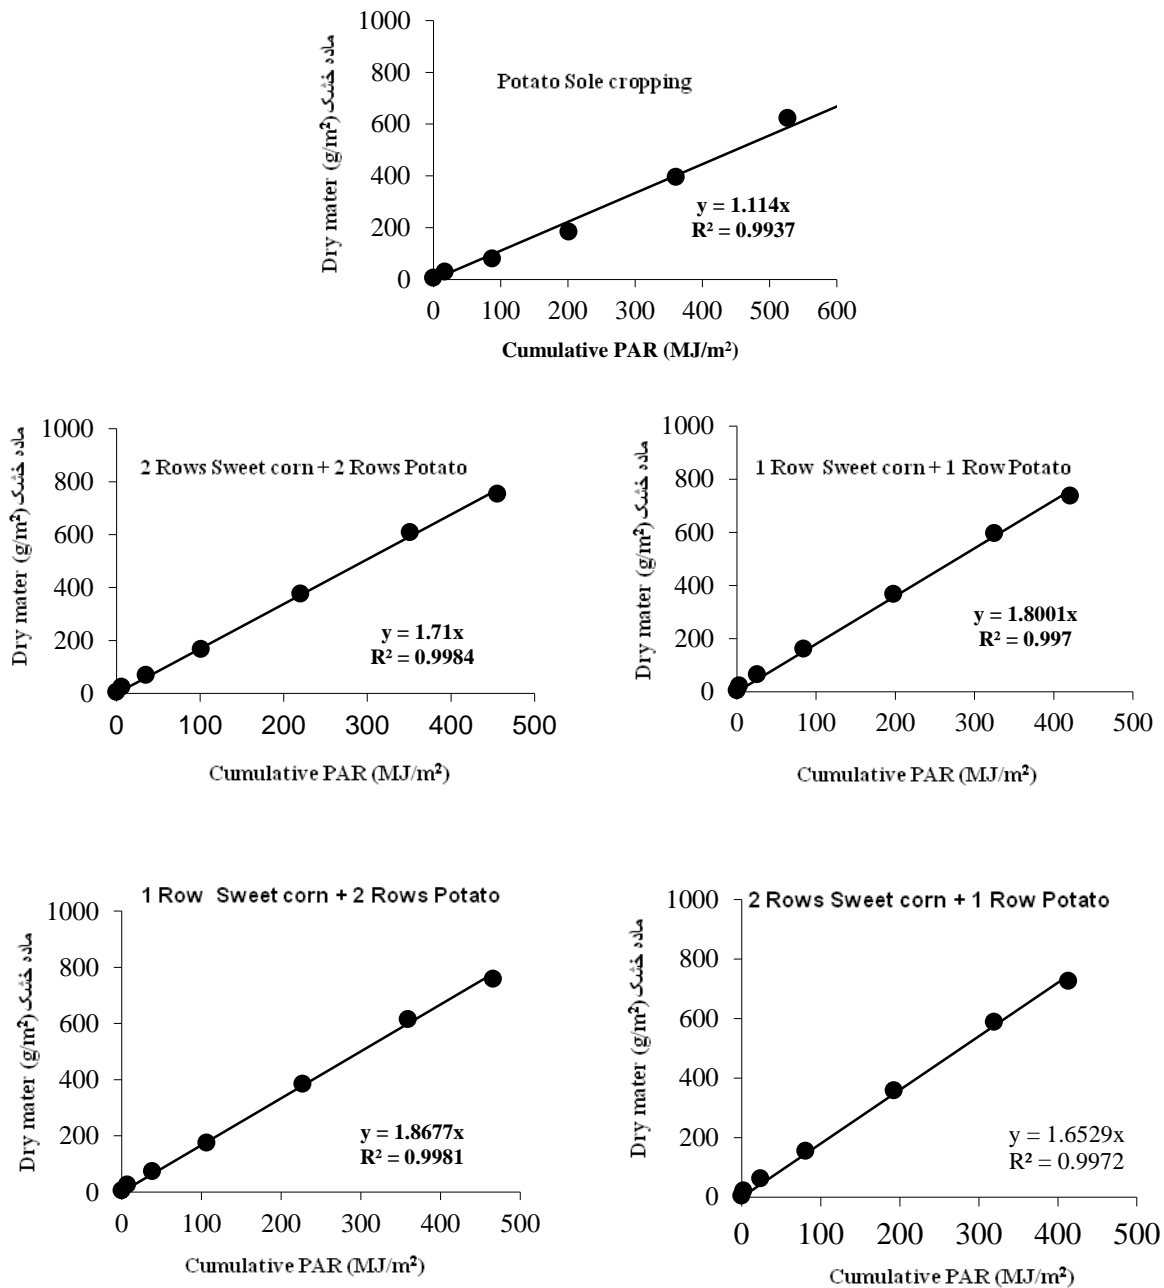 1000
800
600
400
200
0
Dry mater (g/m²) ماده خشک
Potato Sole cropping
y = 1.114x
R² = 0.9937
0 100 200 300 400 500 600
Cumulative PAR (MJ/m²)
1000
800
600
400
200
0
Dry mater (g/m²) ماده خشک
2 Rows Sweet corn + 2 Rows Potato
y = 1.71x
R² = 0.9984
0 100 200 300 400 500
Cumulative PAR (MJ/m²)
1000
800
600
400
200
0
Dry mater (g/m²) ماده خشک
1 Row Sweet corn + 1 Row Potato
y = 1.8001x
R² = 0.997
0 100 200 300 400 500
Cumulative PAR (MJ/m²)
1 Row Sweet corn + 2 Rows Potato
1000
800
600
400
200
0
Dry mater (g/m²) ماده خشک
y = 1.8677x
R² = 0.9981
0 100 200 300 400 500
Cumulative PAR (MJ/m²)
2 Rows Sweet corn + 1 Row Potato
1000
800
600
400
200
0
Dry mater (g/m²) ماده خشک
y = 1.6529x
R² = 0.9972
0 100 200 300 400 500
Cumulative PAR (MJ/m²)